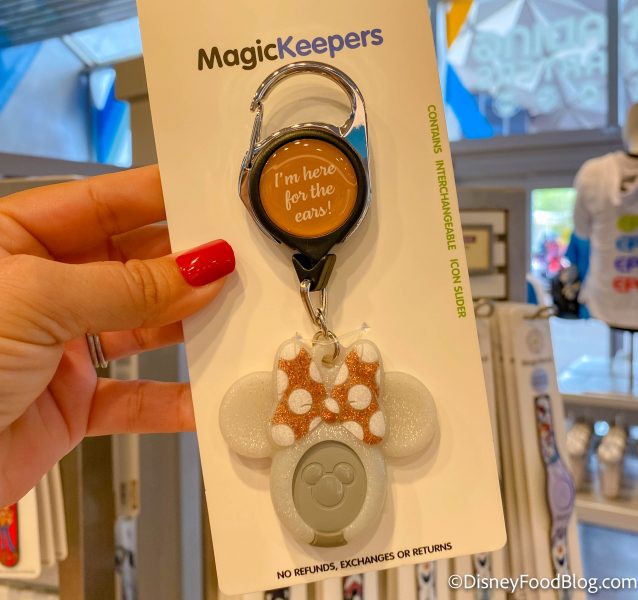 MagicKeepers
I'm here
for the
ears!
CONTAINS INTERCHANGEABLE ICON SLIDER
NO REFUNDS, EXCHANGES OR RETURNS
©DisneyFoodBlog.com